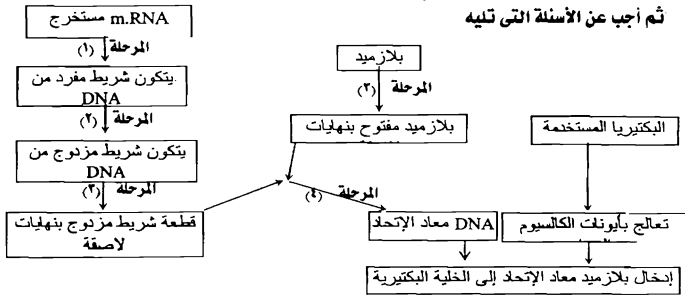 ثم أجب عن الأسئلة التى تليه
m.RNA مستخرج
المرحلة (١)
يتكون شريط مفرد من
DNA
المرحلة (٢)
يتكون شريط مزدوج من
DNA
المرحلة (٣)
قطعة شريط مزدوج بنهايات
لاصقة
بلازميد
المرحلة (٣)
بلازميد مفتوح بنهايات
المرحلة (٤)
DNA معاد الإتحاد
البكتيريا المستخدمة
تعالج بأيونات الكالسيوم
إدخال بلازميد معاد الإتحاد إلى الخلية البكتيرية